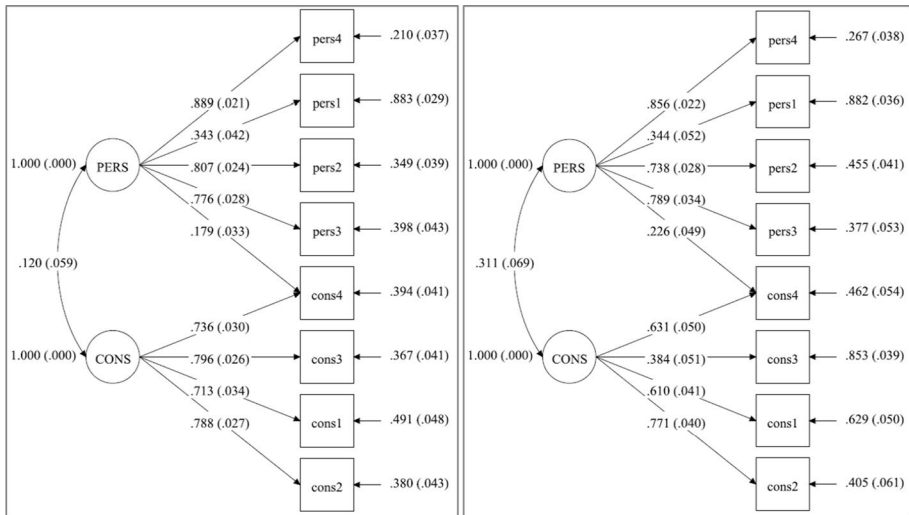 pers4
.210 (.037)
.889 (.021)
pers1
.883 (.029)
.343 (.042)
1.000 (.000)
PERS
.807 (.024)
pers2
.349 (.039)
.776 (.028)
pers3
.398 (.043)
.179 (.033)
.120 (.059)
cons4
.394 (.041)
.736 (.030)
1.000 (.000)
CONS
.796 (.026)
cons3
.367 (.041)
.713 (.034)
cons1
.491 (.048)
.788 (.027)
cons2
.380 (.043)
pers4
.267 (.038)
.856 (.022)
pers1
.882 (.036)
.344 (.052)
1.000 (.000)
PERS
.738 (.028)
pers2
.455 (.041)
.789 (.034)
pers3
.377 (.053)
.226 (.049)
.311 (.069)
cons4
.462 (.054)
.631 (.050)
1.000 (.000)
CONS
.384 (.051)
cons3
.853 (.039)
.610 (.041)
cons1
.629 (.050)
.771 (.040)
cons2
.405 (.061)